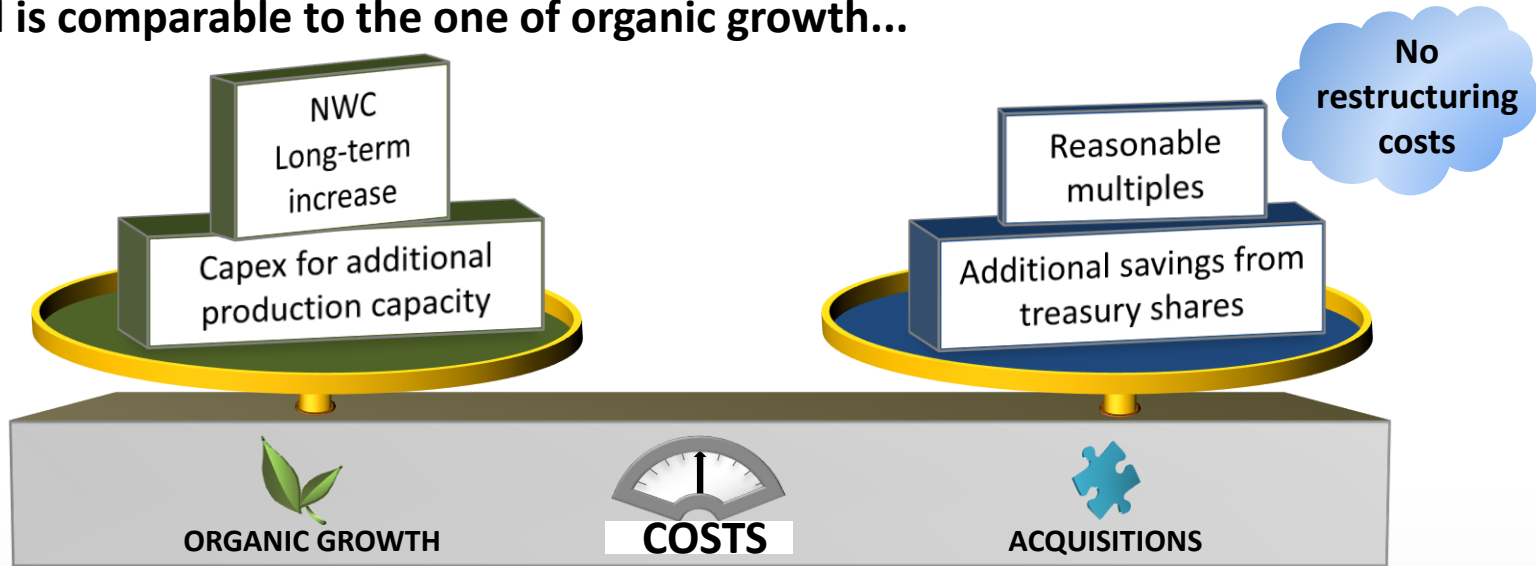 l is comparable to the one of organic growth...
No
restructuring
costs
NWC
Long-term
increase
Capex for additional
production capacity
Reasonable
multiples
Additional savings from
treasury shares
ORGANIC GROWTH
COSTS
ACQUISITIONS